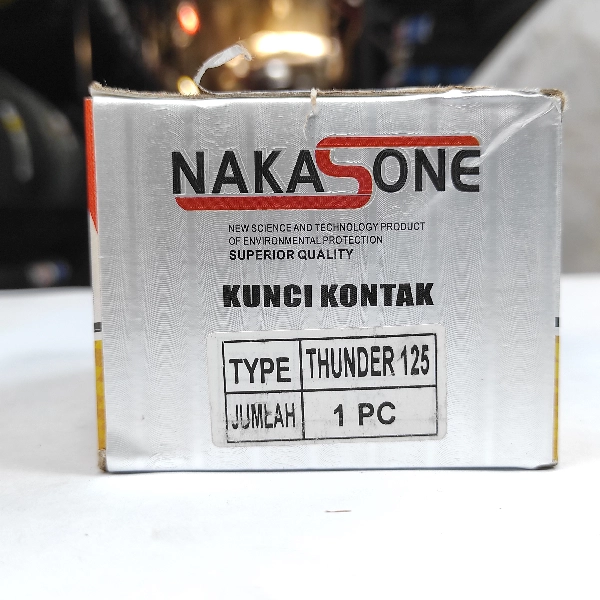 NAKASONE
NEW SCIENCE AND TECHNOLOGY PRODUCT
OF ENVIRONMENTAL PROTECTION
SUPERIOR QUALITY
KUNCI KONTAK
TYPE THUNDER 125
JUMLAH 1 PC